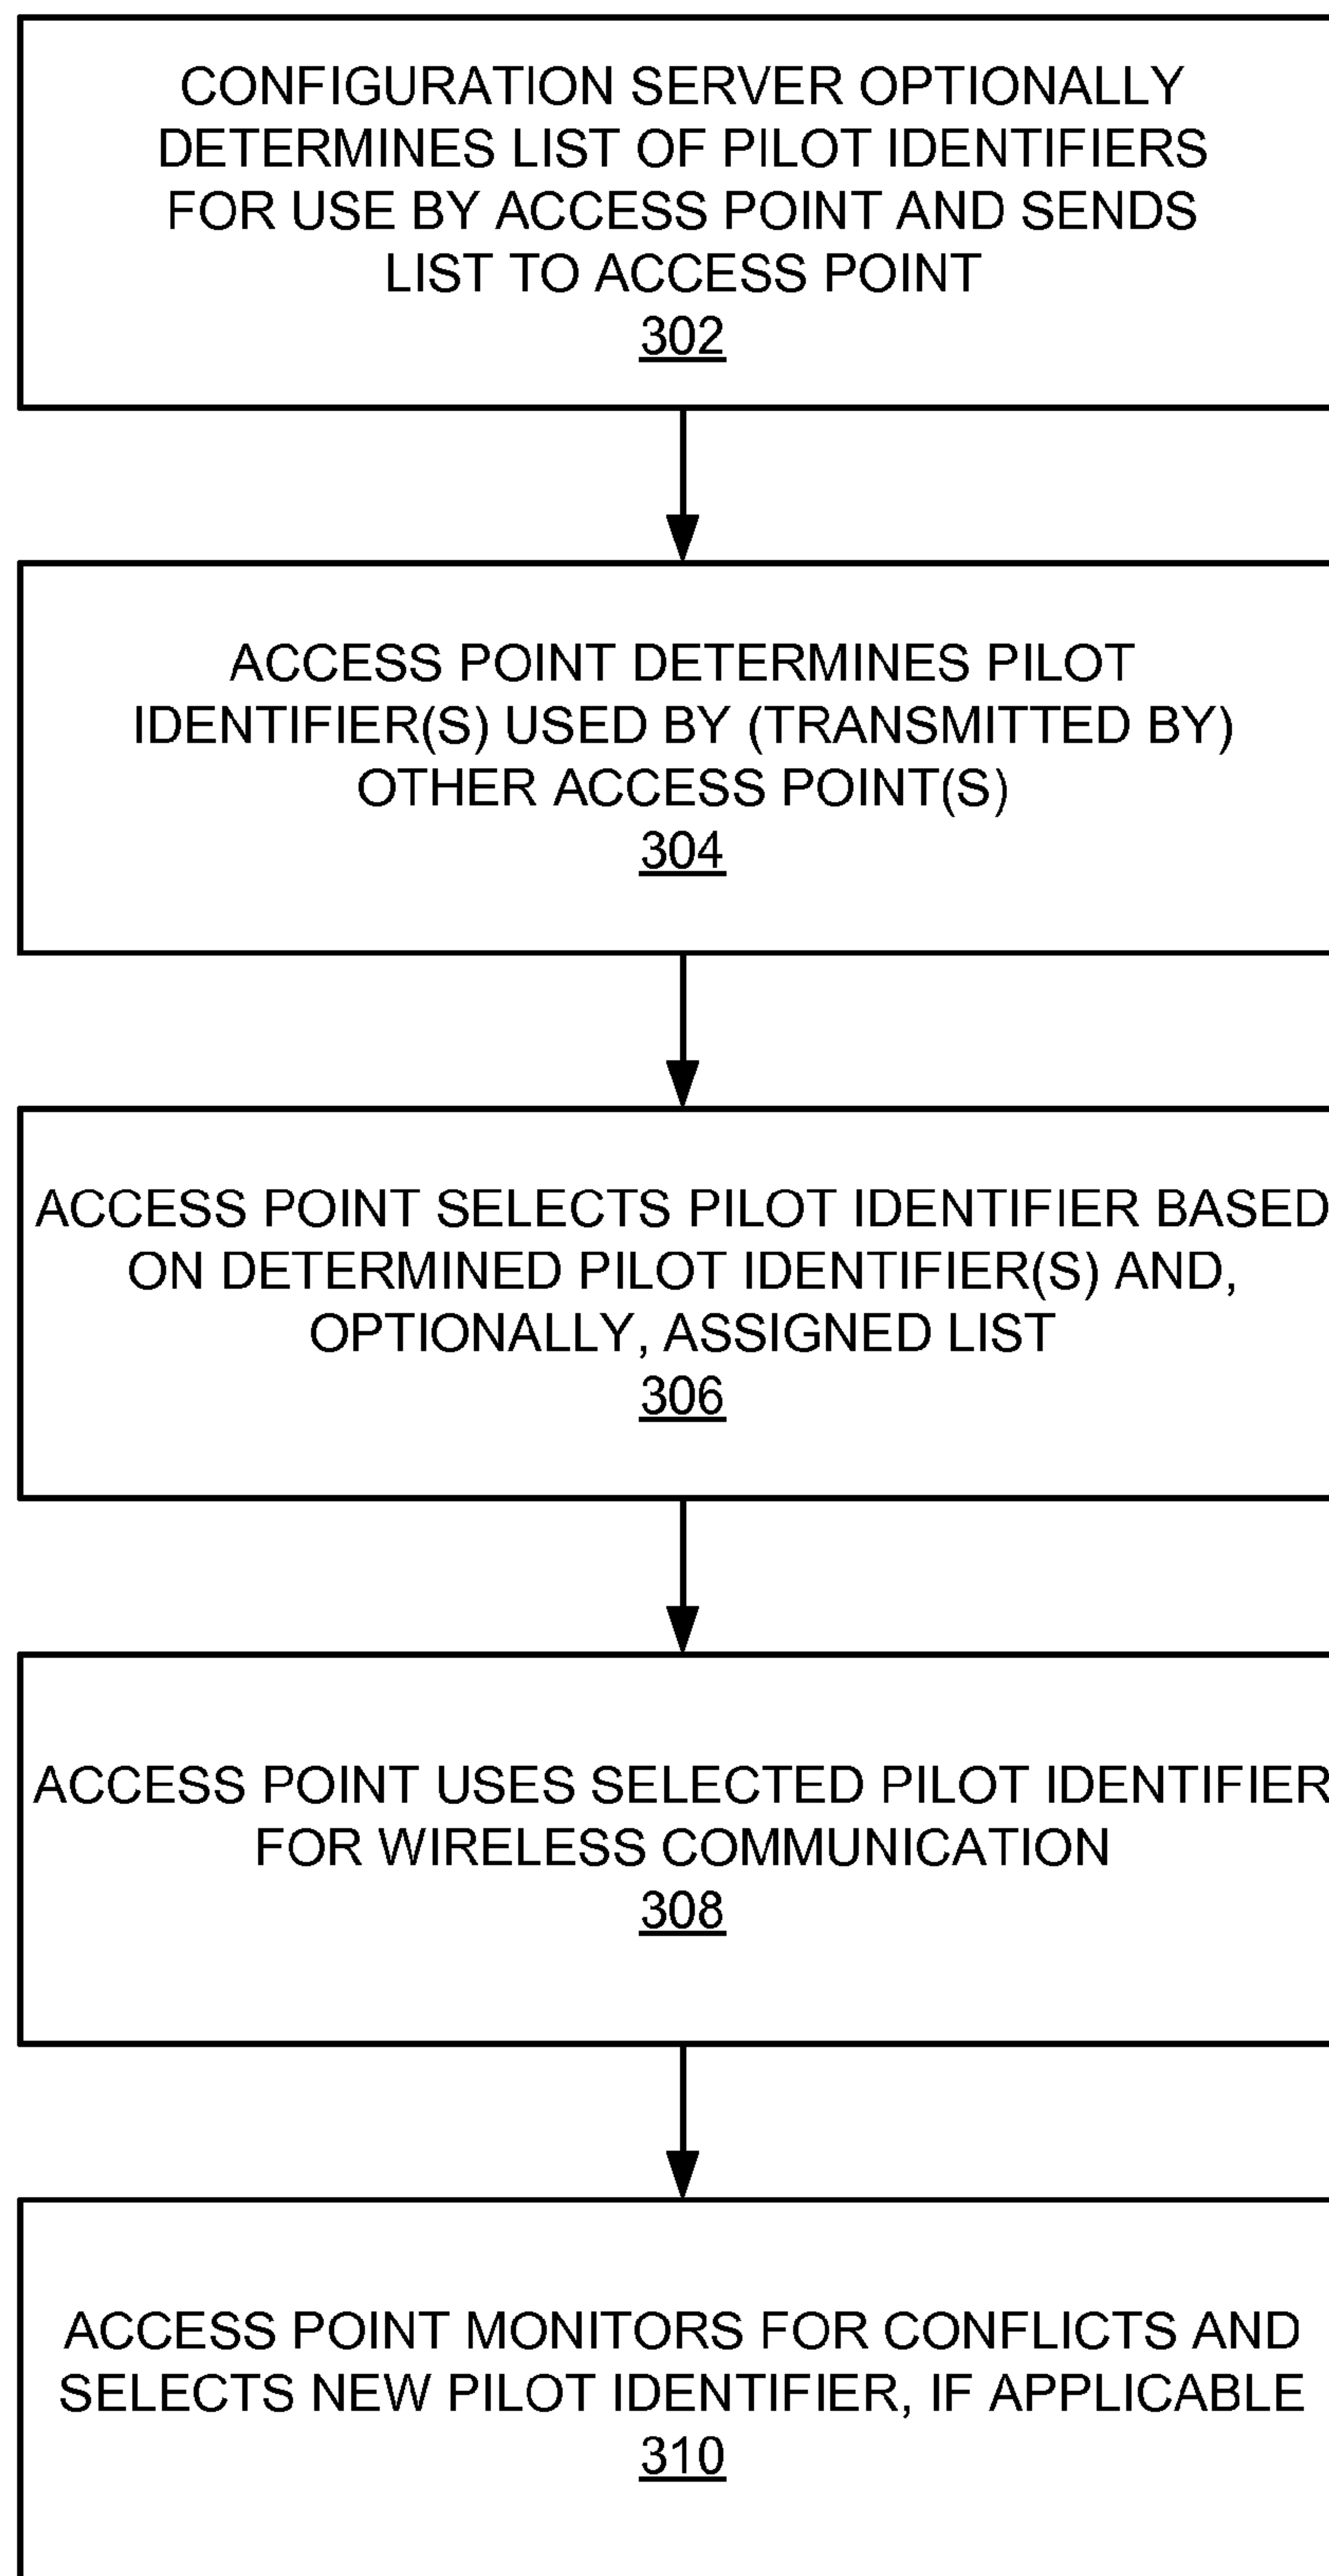 CONFIGURATION SERVER OPTIONALLY
DETERMINES LIST OF PILOT IDENTIFIERS
FOR USE BY ACCESS POINT AND SENDS
LIST TO ACCESS POINT
302
ACCESS POINT DETERMINES PILOT
IDENTIFIER(S) USED BY (TRANSMITTED BY)
OTHER ACCESS POINT(S)
304
ACCESS POINT SELECTS PILOT IDENTIFIER BASED
ON DETERMINED PILOT IDENTIFIER(S) AND,
OPTIONALLY, ASSIGNED LIST
306
ACCESS POINT USES SELECTED PILOT IDENTIFIER
FOR WIRELESS COMMUNICATION
308
ACCESS POINT MONITORS FOR CONFLICTS AND
SELECTS NEW PILOT IDENTIFIER, IF APPLICABLE
310